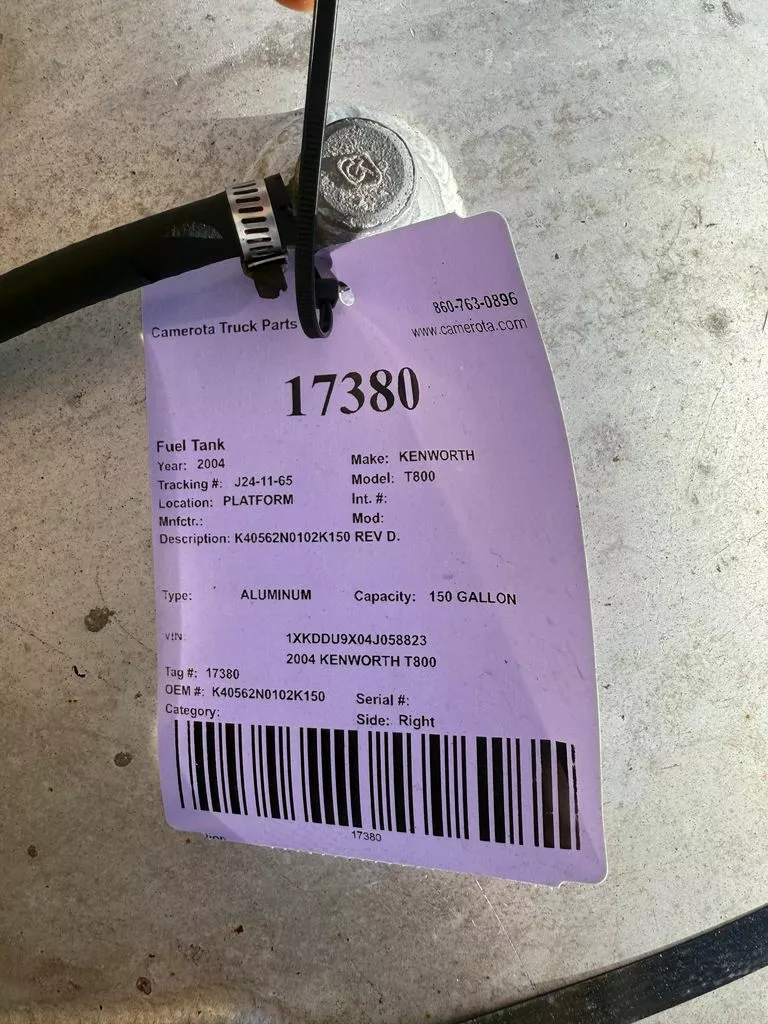 Camerota Truck Parts
860-763-0896
www.camerota.com
17380
Fuel Tank
Year: 2004 Make: KENWORTH
Tracking #: J24-11-65 Model: T800
Location: PLATFORM Int. #:
Mnfctr.: Mod:
Description: K40562N0102K150 REV D.
Type: ALUMINUM Capacity: 150 GALLON
VIN: 1XKDDU9X04J058823
2004 KENWORTH T800
Tag #: 17380
OEM #: K40562N0102K150 Serial #:
Category: Side: Right
17380